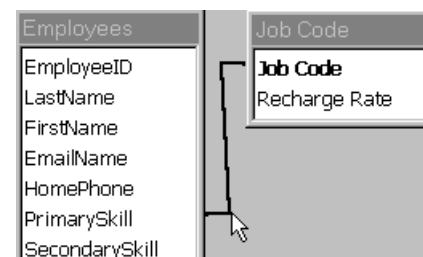 Employees
EmployeeID
LastName
FirstName
EmailName
HomePhone
PrimarySkill
SecondarySkill
Job Code
Job Code
Recharge Rate